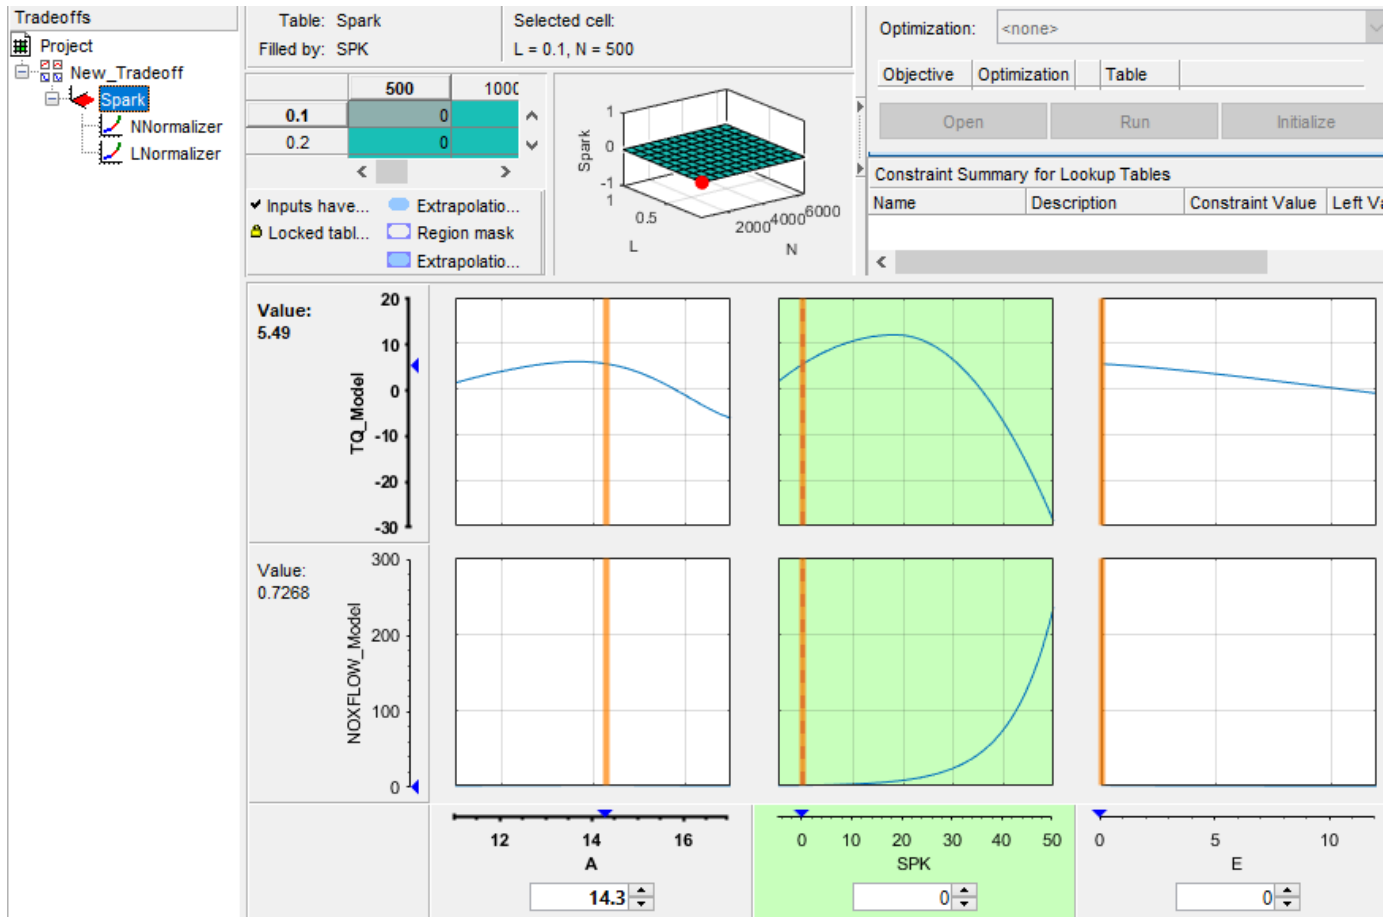 Tradeoffs
Project
New_Tradeoff
Spark
NNormalizer
LNormalizer
Table: Spark
Filled by: SPK
Selected cell:
L = 0.1, N = 500
500 1000
0.1 0
0.2 0
Inputs have...
Locked tabl...
Extrapolatio...
Region mask
Extrapolatio...
Spark
1
0
-1
1
0.5
L
2000
4000
6000
N
Optimization: <none>
Objective Optimization Table
Open Run Initialize
Constraint Summary for Lookup Tables
Name Description Constraint Value Left Va
Value:
5.49
TQ_Model
20
10
0
-10
-20
-30
Value:
0.7268
NOXFLOW_Model
300
200
100
0
12 14 16
A
14.3
0 10 20 30 40 50
SPK
0
0 5 10
E
0